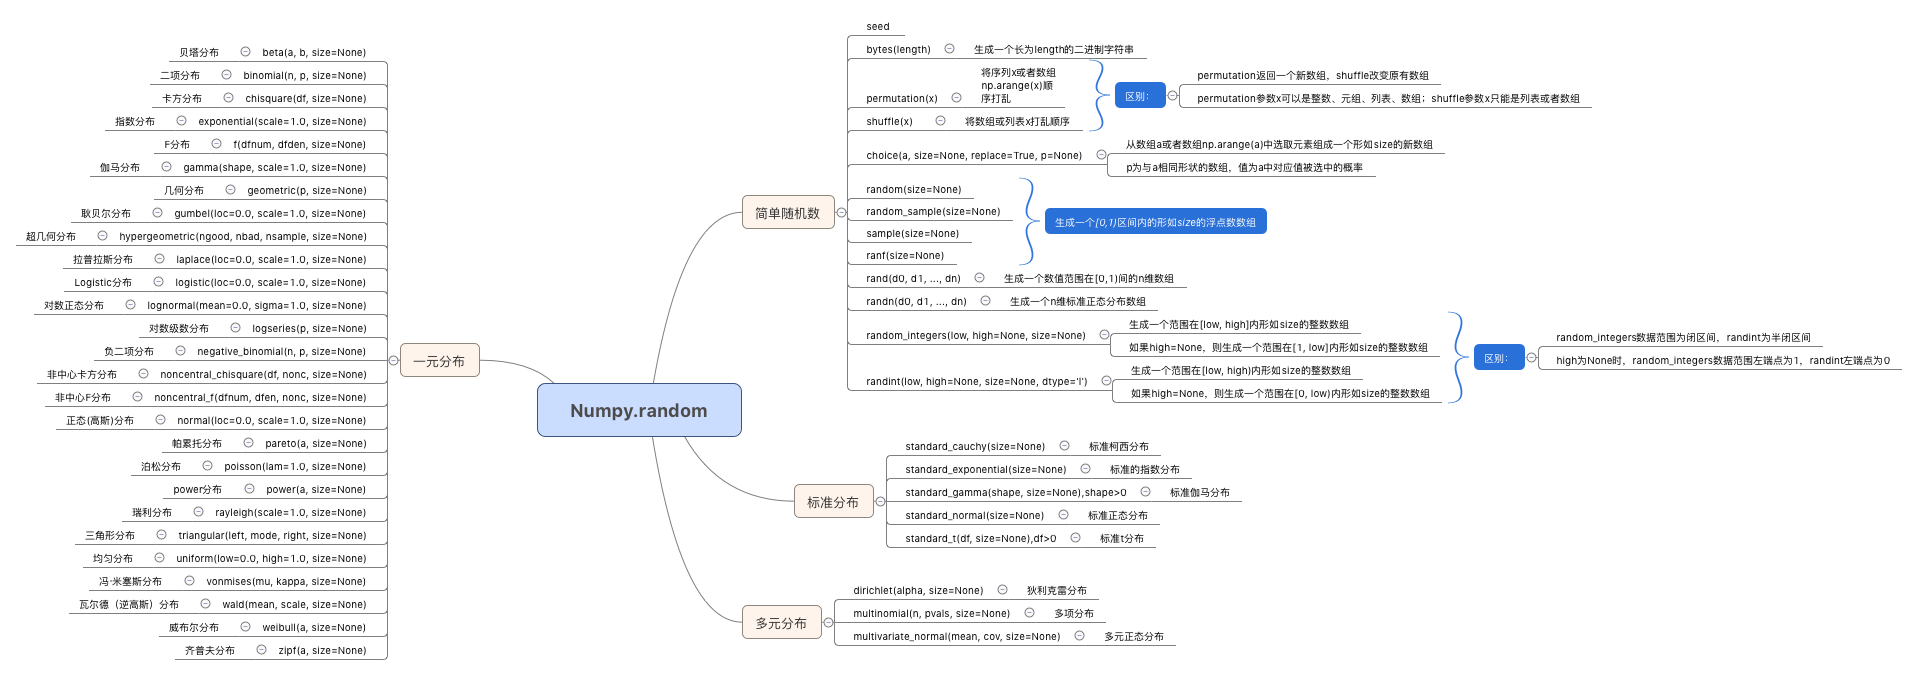 Numpy.random
简单随机数
seed
bytes(length)
生成一个长为length的二进制字符串
permutation(x)
将序列x或者数组
np.arange(x)顺
序打乱
shuffle(x)
将数组或列表x打乱顺序
区别：
permutation返回一个新数组，shuffle改变原有数组
permutation参数x可以是整数、元组、列表、数组；shuffle参数x只能是列表或者数组
choice(a, size=None, replace=True, p=None)
从数组a或者数组np.arange(a)中选取元素组成一个形如size的新数组
p为与a相同形状的数组，值为a中对应值被选中的概率
random(size=None)
random_sample(size=None)
sample(size=None)
ranf(size=None)
生成一个[0,1)区间内的形如size的浮点数数组
rand(d0, d1, ..., dn)
生成一个数值范围在[0,1)间的n维数组
randn(d0, d1, ..., dn)
生成一个n维标准正态分布数组
random_integers(low, high=None, size=None)
生成一个范围在[low, high]内形如size的整数数组
如果high=None，则生成一个范围在[1, low]内形如size的整数数组
randint(low, high=None, size=None, dtype='l')
生成一个范围在[low, high)内形如size的整数数组
如果high=None，则生成一个范围在[0, low)内形如size的整数数组
区别：
random_integers数据范围为闭区间，randint为半闭区间
high为None时，random_integers数据范围左端点为1，randint左端点为0
标准分布
standard_cauchy(size=None)
标准柯西分布
standard_exponential(size=None)
标准的指数分布
standard_gamma(shape, size=None),shape>0
标准伽马分布
standard_normal(size=None)
标准正态分布
standard_t(df, size=None),df>0
标准t分布
多元分布
dirichlet(alpha, size=None)
狄利克雷分布
multinomial(n, pvals, size=None)
多项分布
multivariate_normal(mean, cov, size=None)
多元正态分布
一元分布
贝塔分布
beta(a, b, size=None)
二项分布
binomial(n, p, size=None)
卡方分布
chisquare(df, size=None)
指数分布
exponential(scale=1.0, size=None)
F分布
f(dfnum, dfden, size=None)
伽马分布
gamma(shape, scale=1.0, size=None)
几何分布
geometric(p, size=None)
耿贝尔分布
gumbel(loc=0.0, scale=1.0, size=None)
超几何分布
hypergeometric(ngood, nbad, nsample, size=None)
拉普拉斯分布
laplace(loc=0.0, scale=1.0, size=None)
Logistic分布
logistic(loc=0.0, scale=1.0, size=None)
对数正态分布
lognormal(mean=0.0, sigma=1.0, size=None)
对数级数分布
logseries(p, size=None)
负二项分布
negative_binomial(n, p, size=None)
非中心卡方分布
noncentral_chisquare(df, nonc, size=None)
非中心F分布
noncentral_f(dfnum, dfen, nonc, size=None)
正态(高斯)分布
normal(loc=0.0, scale=1.0, size=None)
帕累托分布
pareto(a, size=None)
泊松分布
poisson(lam=1.0, size=None)
power分布
power(a, size=None)
瑞利分布
rayleigh(scale=1.0, size=None)
三角形分布
triangular(left, mode, right, size=None)
均匀分布
uniform(low=0.0, high=1.0, size=None)
冯·米塞斯分布
vonmises(mu, kappa, size=None)
瓦尔德（逆高斯）分布
wald(mean, scale, size=None)
威布尔分布
weibull(a, size=None)
齐普夫分布
zipf(a, size=None)